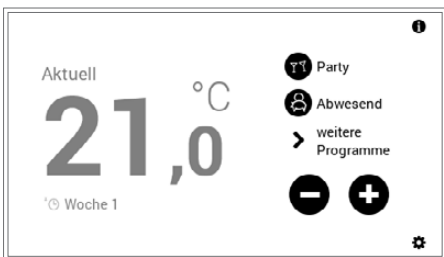 Aktuell
21,0 °C
Woche 1
Party
Abwesend
weitere
Programme